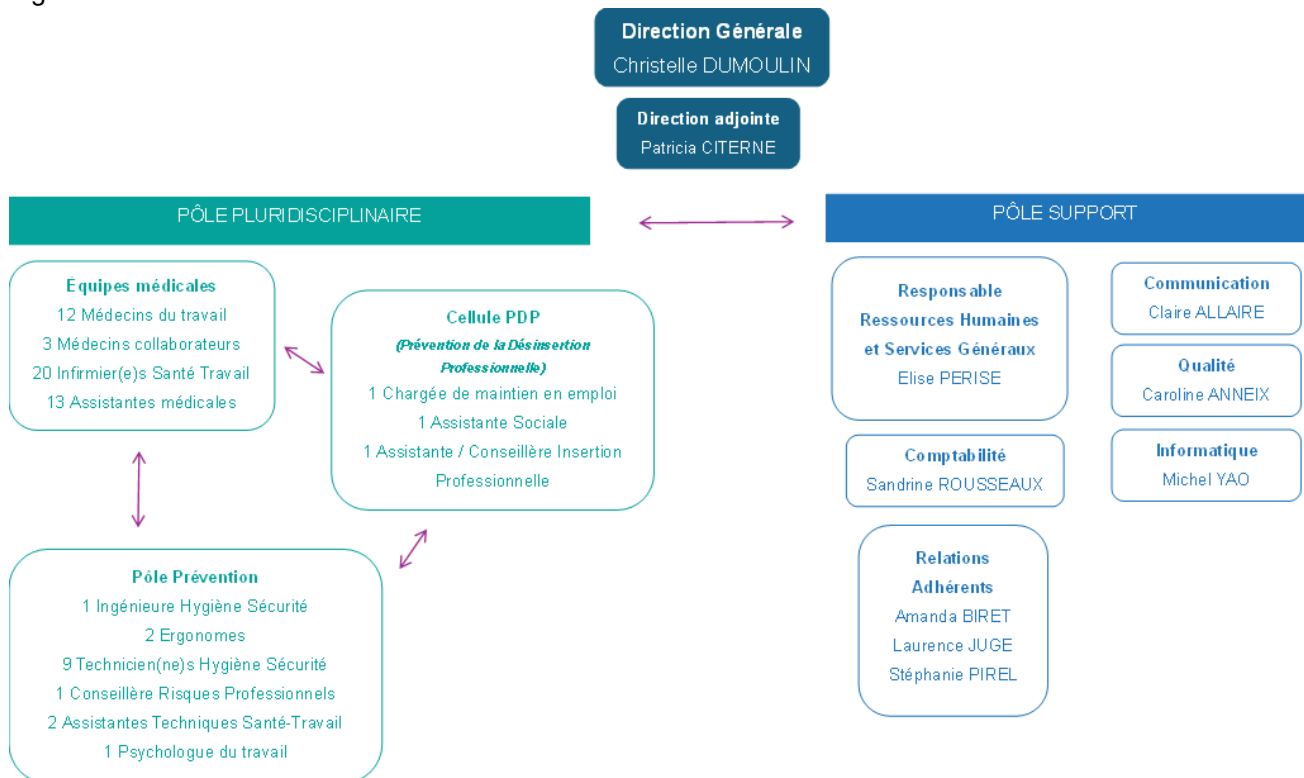 Direction Générale
Christelle DUMOULIN
Direction adjointe
Patricia CITERNE
PÔLE PLURIDISCIPLINAIRE
PÔLE SUPPORT
Équipes médicales
12 Médecins du travail
3 Médecins collaborateurs
20 Infirmier(e)s Santé Travail
13 Assistantes médicales
Cellule PDP
(Prévention de la Désinsertion
Professionnelle)
1 Chargée de maintien en emploi
1 Assistante Sociale
1 Assistante / Conseillère Insertion
Professionnelle
Pôle Prévention
1 Ingénieure Hygiène Sécurité
2 Ergonomes
9 Technicien(ne)s Hygiène Sécurité
1 Conseillère Risques Professionnels
2 Assistantes Techniques Santé-Travail
1 Psychologue du travail
Responsable
Ressources Humaines
et Services Généraux
Elise PERISE
Comptabilité
Sandrine ROUSSEAUX
Relations
Adhérents
Amanda BIRET
Laurence JUGE
Stéphanie PIREL
Communication
Claire ALLAIRE
Qualité
Caroline ANNEIX
Informatique
Michel YAO